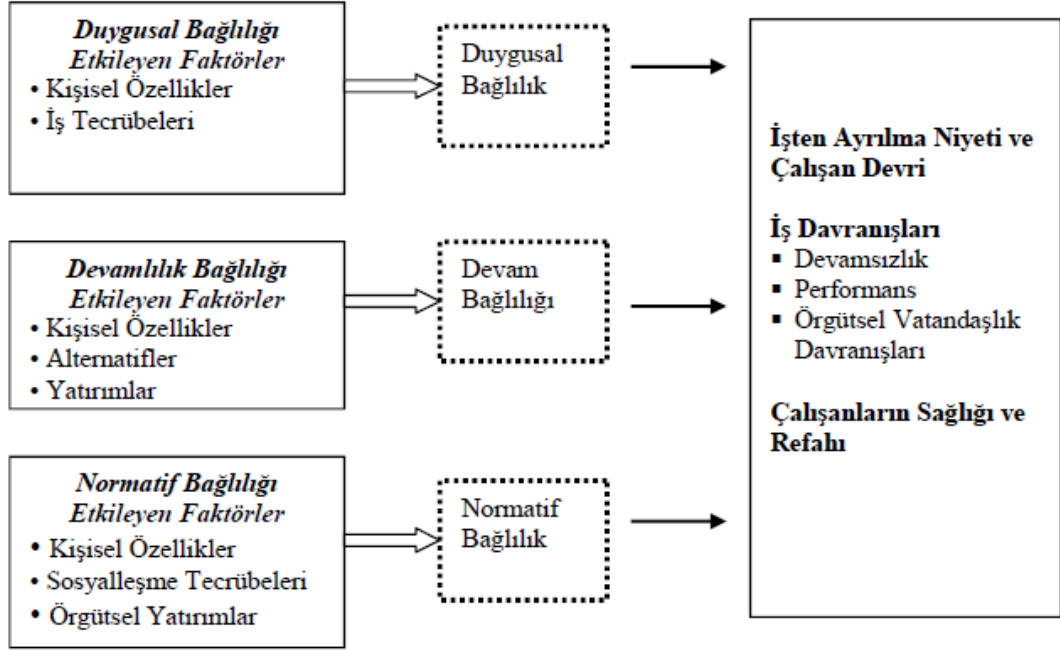 Duygusal Bağlılığı
Etkileyen Faktörler
• Kişisel Özellikler
• İş Tecrübeleri
Duygusal
Bağlılık
Devamlılık Bağlılığı
Etkileyen Faktörler
• Kişisel Özellikler
• Alternatifler
• Yatırımlar
Devam
Bağlılığı
Normatif Bağlılığı
Etkileyen Faktörler
• Kişisel Özellikler
• Sosyalleşme Tecrübeleri
• Örgütsel Yatırımlar
Normatif
Bağlılık
İşten Ayrılma Niyeti ve
Çalışan Devri
İş Davranışları
▪ Devamsızlık
▪ Performans
▪ Örgütsel Vatandaşlık
Davranışları
Çalışanların Sağlığı ve
Refahı